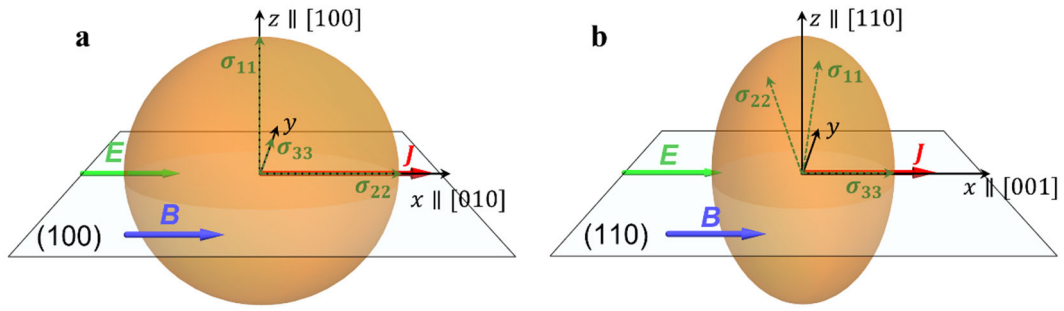 a
z ∥ [100]
σ₁₁
y
σ₃₃
E
J
σ₂₂
x ∥ [010]
B
(100)
b
z ∥ [110]
σ₁₁
σ₂₂
y
E
J
σ₃₃
x ∥ [001]
B
(110)